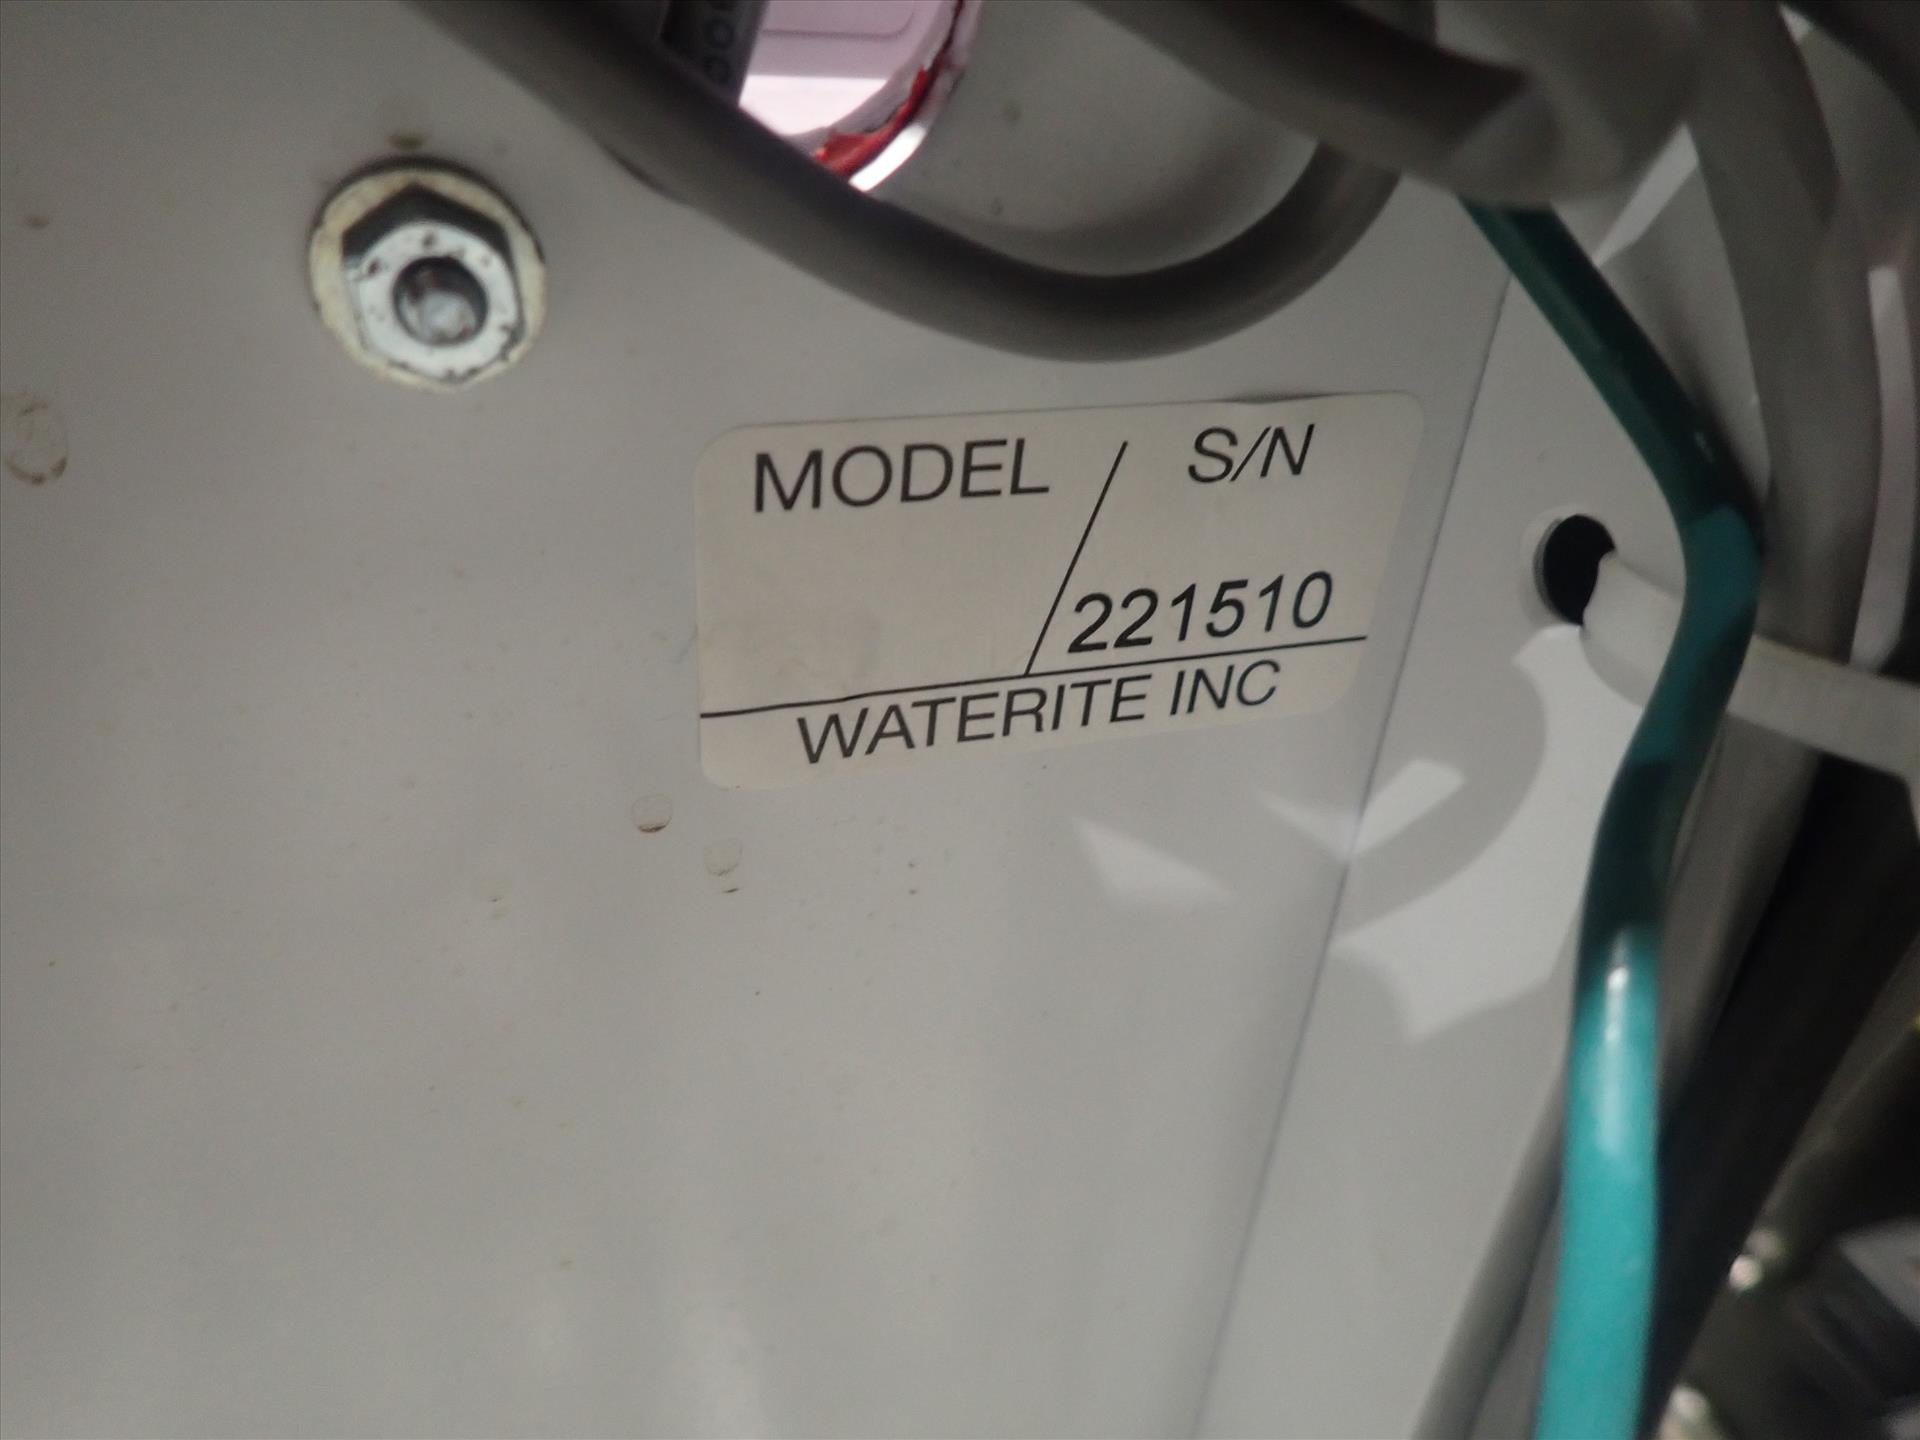 MODEL / S/N
221510
WATERITE INC